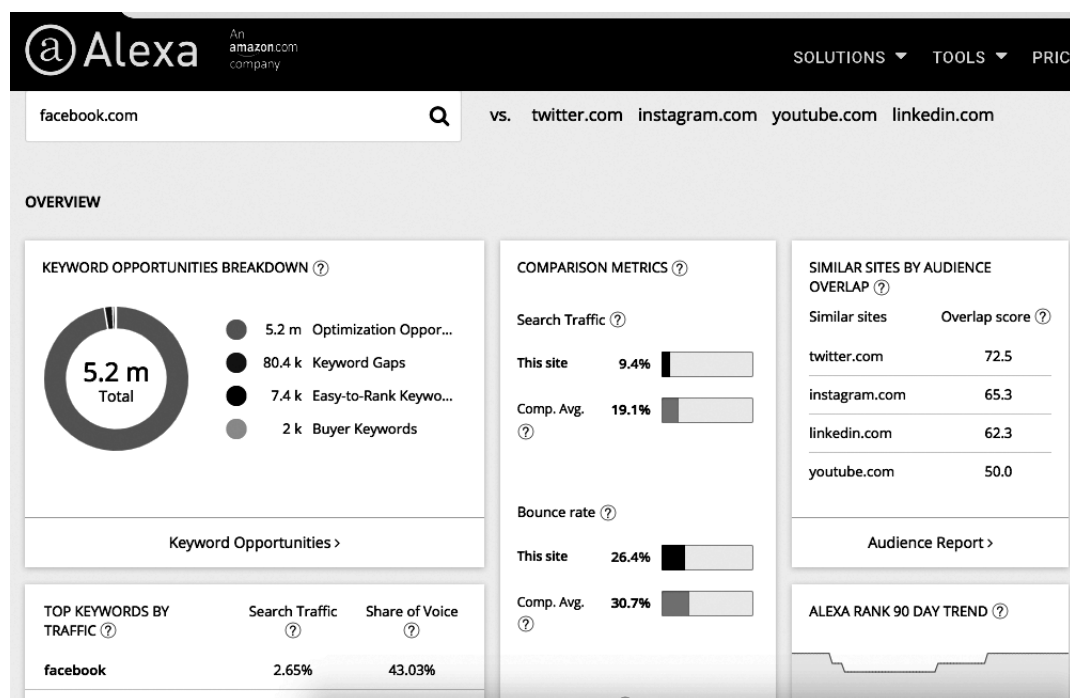 Alexa
An
amazon.com
company
SOLUTIONS TOOLS PRIC
facebook.com
vs. twitter.com instagram.com youtube.com linkedin.com
OVERVIEW
KEYWORD OPPORTUNITIES BREAKDOWN ?
5.2 m
Total
5.2 m Optimization Oppor...
80.4 k Keyword Gaps
7.4 k Easy-to-Rank Keywo...
2 k Buyer Keywords
Keyword Opportunities >
COMPARISON METRICS ?
Search Traffic ?
This site 9.4%
Comp. Avg. 19.1%
?
Bounce rate ?
This site 26.4%
Comp. Avg. 30.7%
?
SIMILAR SITES BY AUDIENCE
OVERLAP ?
Similar sites Overlap score ?
twitter.com 72.5
instagram.com 65.3
linkedin.com 62.3
youtube.com 50.0
Audience Report >
TOP KEYWORDS BY
TRAFFIC ?
Search Traffic
?
Share of Voice
?
facebook 2.65% 43.03%
ALEXA RANK 90 DAY TREND ?